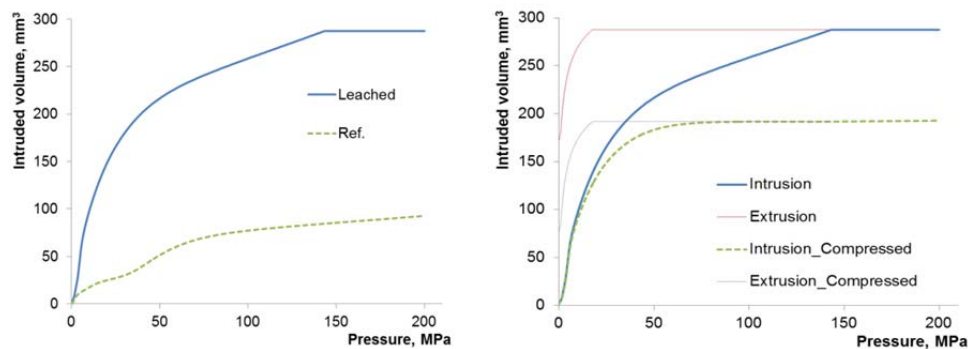 Intruded volume, mm³
300
250
200
150
100
50
0
Leached
Ref.
0
50
100
150
200
Pressure, MPa
Intruded volume, mm³
300
250
200
150
100
50
0
Intrusion
Extrusion
Intrusion_Compressed
Extrusion_Compressed
0
50
100
150
200
Pressure, MPa